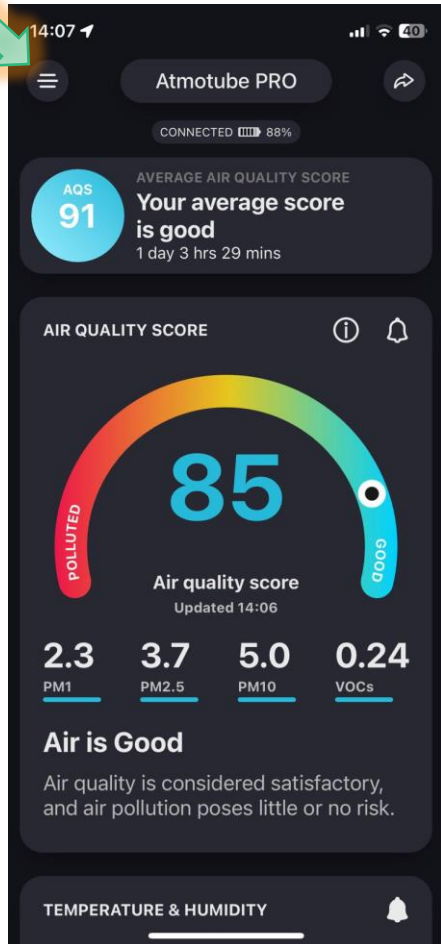 14:07
40
Atmotube PRO
CONNECTED 88%
AQS
91
AVERAGE AIR QUALITY SCORE
Your average score
is good
1 day 3 hrs 29 mins
AIR QUALITY SCORE
POLLUTED
85
GOOD
Air quality score
Updated 14:06
2.3 3.7 5.0 0.24
PM1 PM2.5 PM10 VOCs
Air is Good
Air quality is considered satisfactory,
and air pollution poses little or no risk.
TEMPERATURE & HUMIDITY